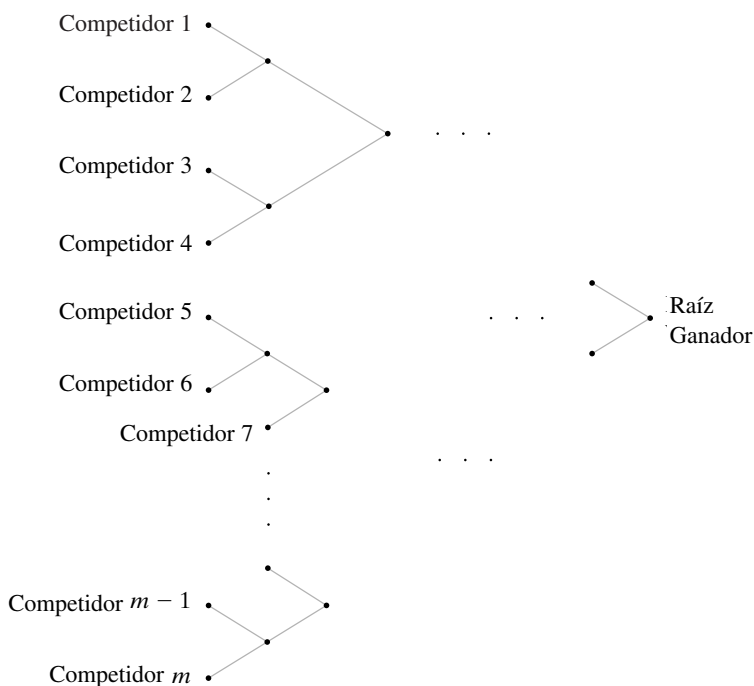 Competidor 1
Competidor 2
Competidor 3
Competidor 4
Competidor 5
Raíz
Ganador
Competidor 6
Competidor 7
Competidor m − 1
Competidor m